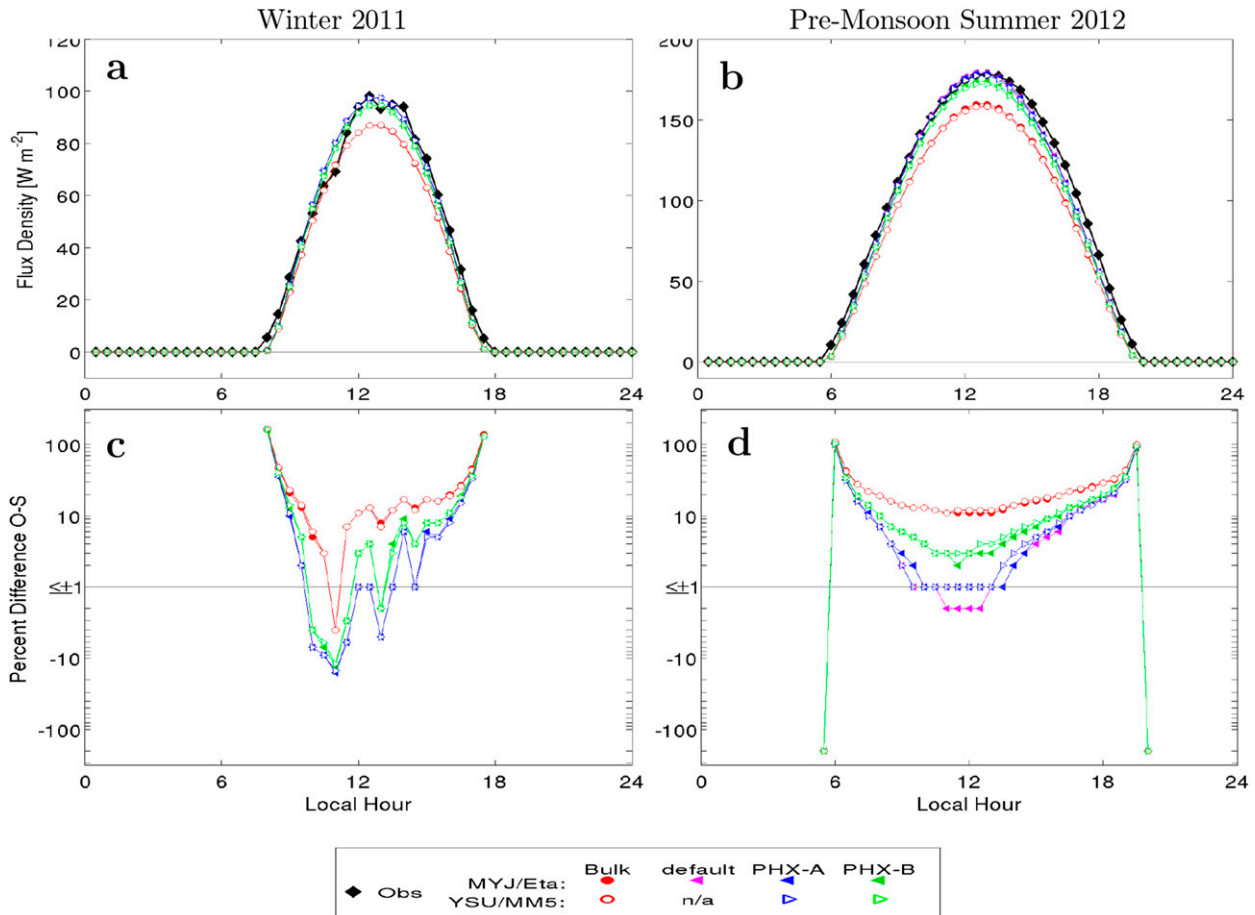 Winter 2011
Pre-Monsoon Summer 2012
Flux Density [W m-2]
120
100
80
60
40
20
0
a
0 6 12 18 24
200
150
100
50
0
b
0 6 12 18 24
Percent Difference O-S
100
10
≤±1
-10
-100
c
0 6 12 18 24
Local Hour
100
10
≤±1
-10
-100
d
0 6 12 18 24
Local Hour
Bulk default PHX-A PHX-B
Obs MYJ/Eta:
YSU/MM5: n/a